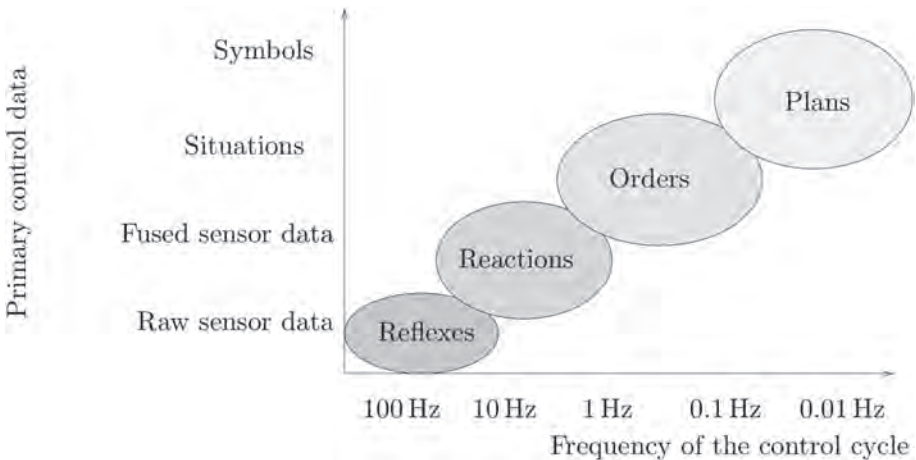 Primary control data
Symbols
Situations
Fused sensor data
Raw sensor data
Plans
Orders
Reactions
Reflexes
100 Hz 10 Hz 1 Hz 0.1 Hz 0.01 Hz
Frequency of the control cycle